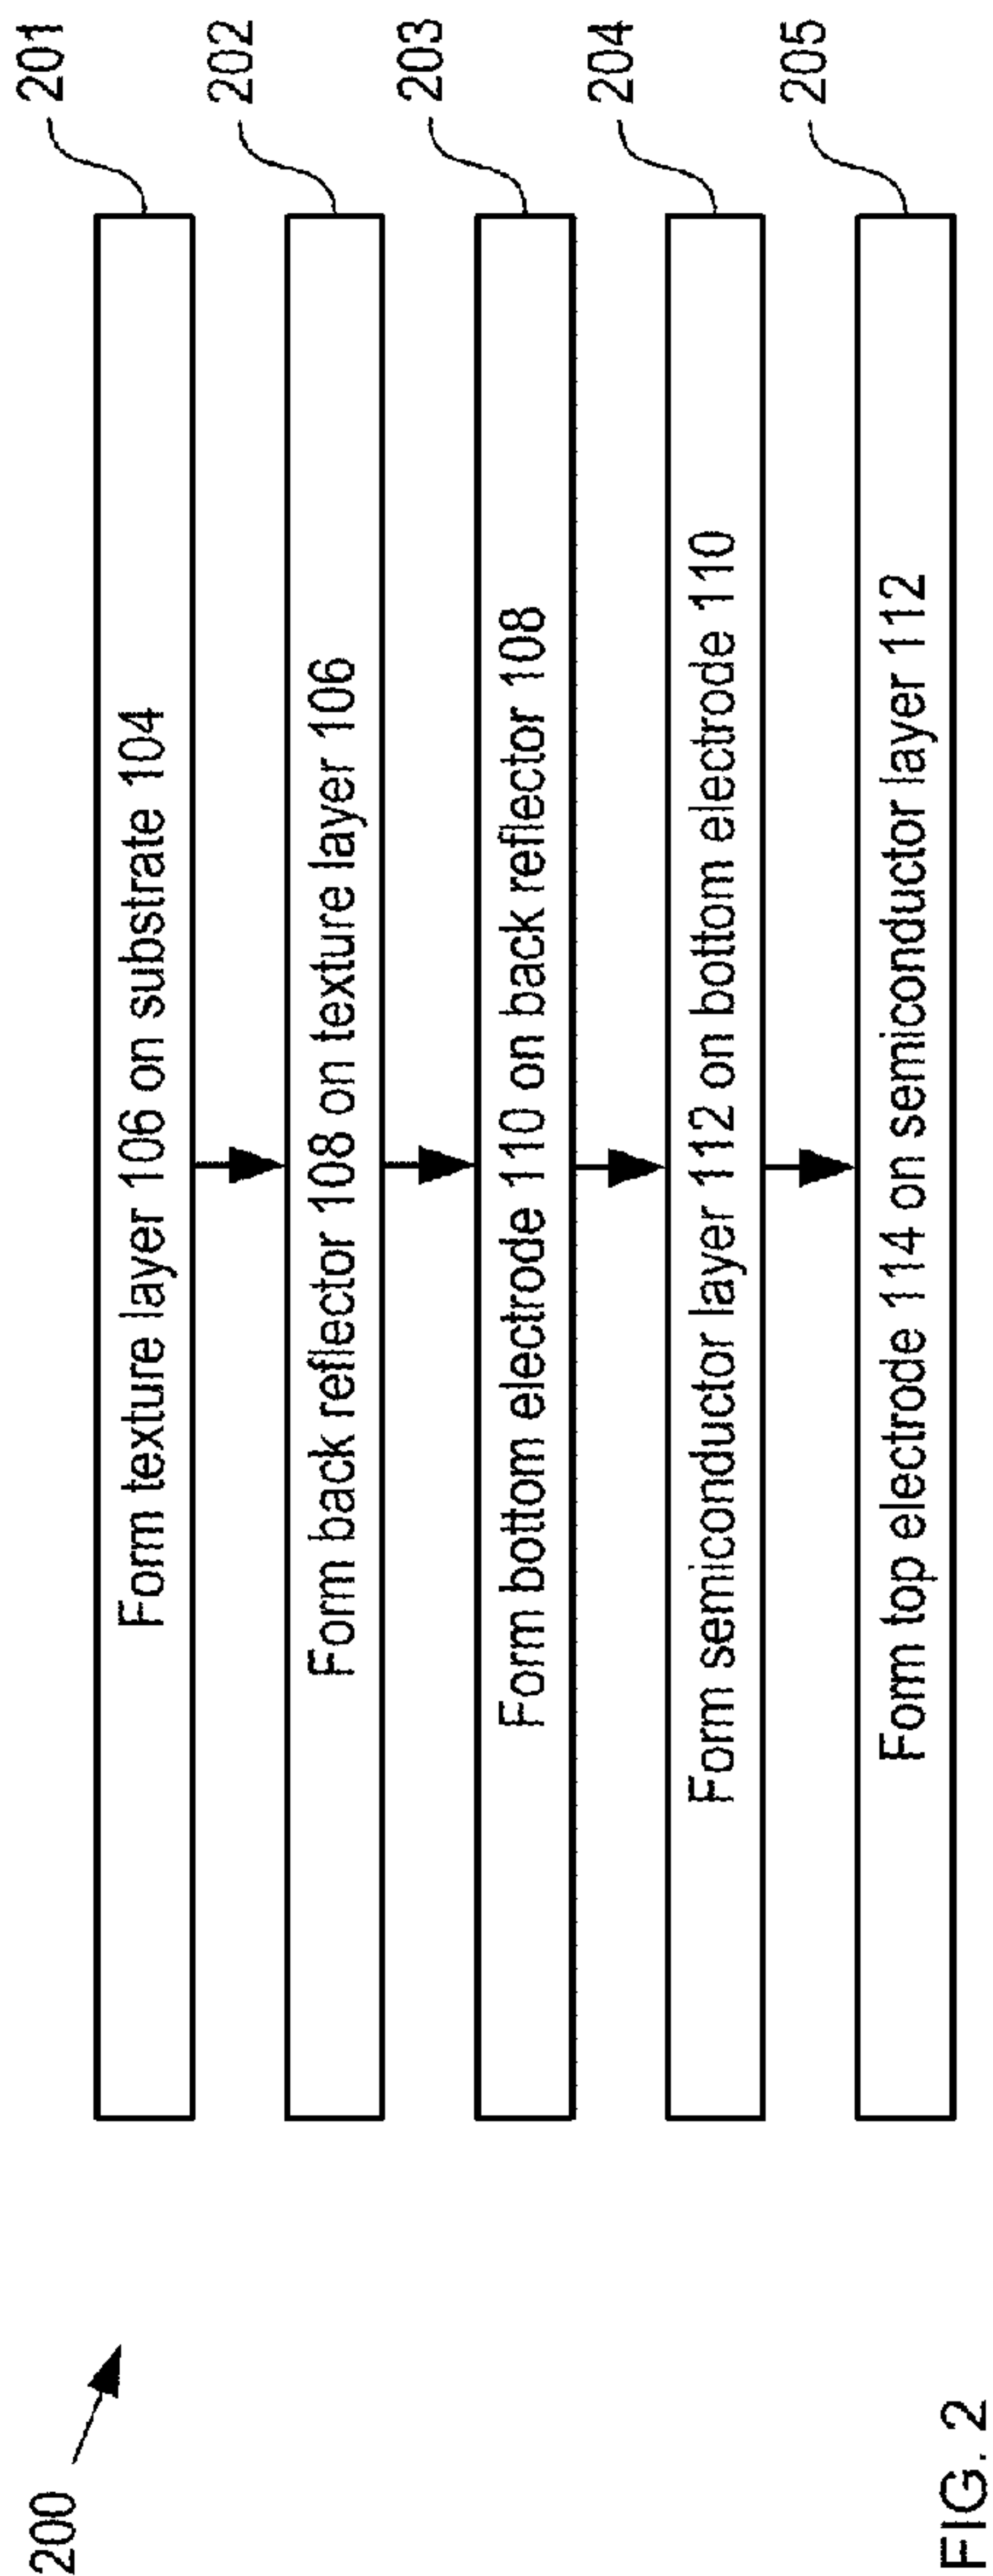 200
201
Form texture layer 106 on substrate 104
202
Form back reflector 108 on texture layer 106
203
Form bottom electrode 110 on back reflector 108
204
Form semiconductor layer 112 on bottom electrode 110
205
Form top electrode 114 on semiconductor layer 112
FIG. 2